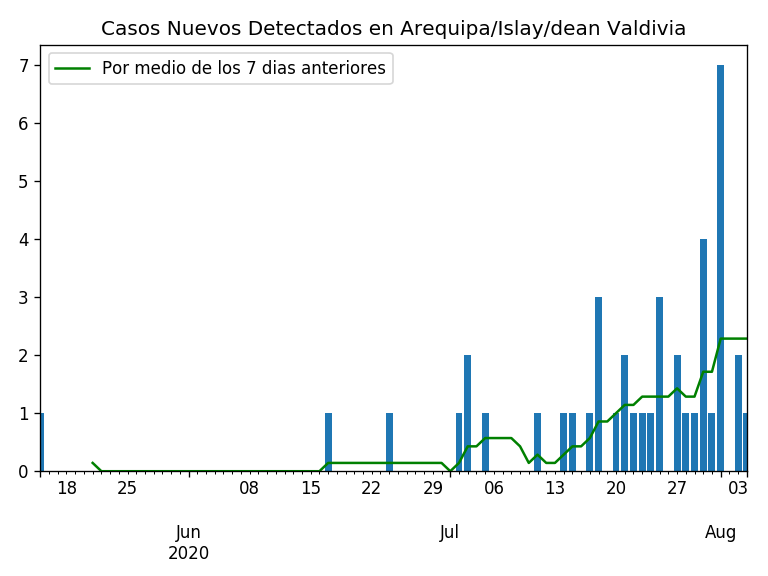 Casos Nuevos Detectados en Arequipa/Islay/dean Valdivia
Por medio de los 7 dias anteriores
7
6
5
4
3
2
1
0
18 25 08 15 22 29 06 13 20 27 03
Jun Jul Aug
2020